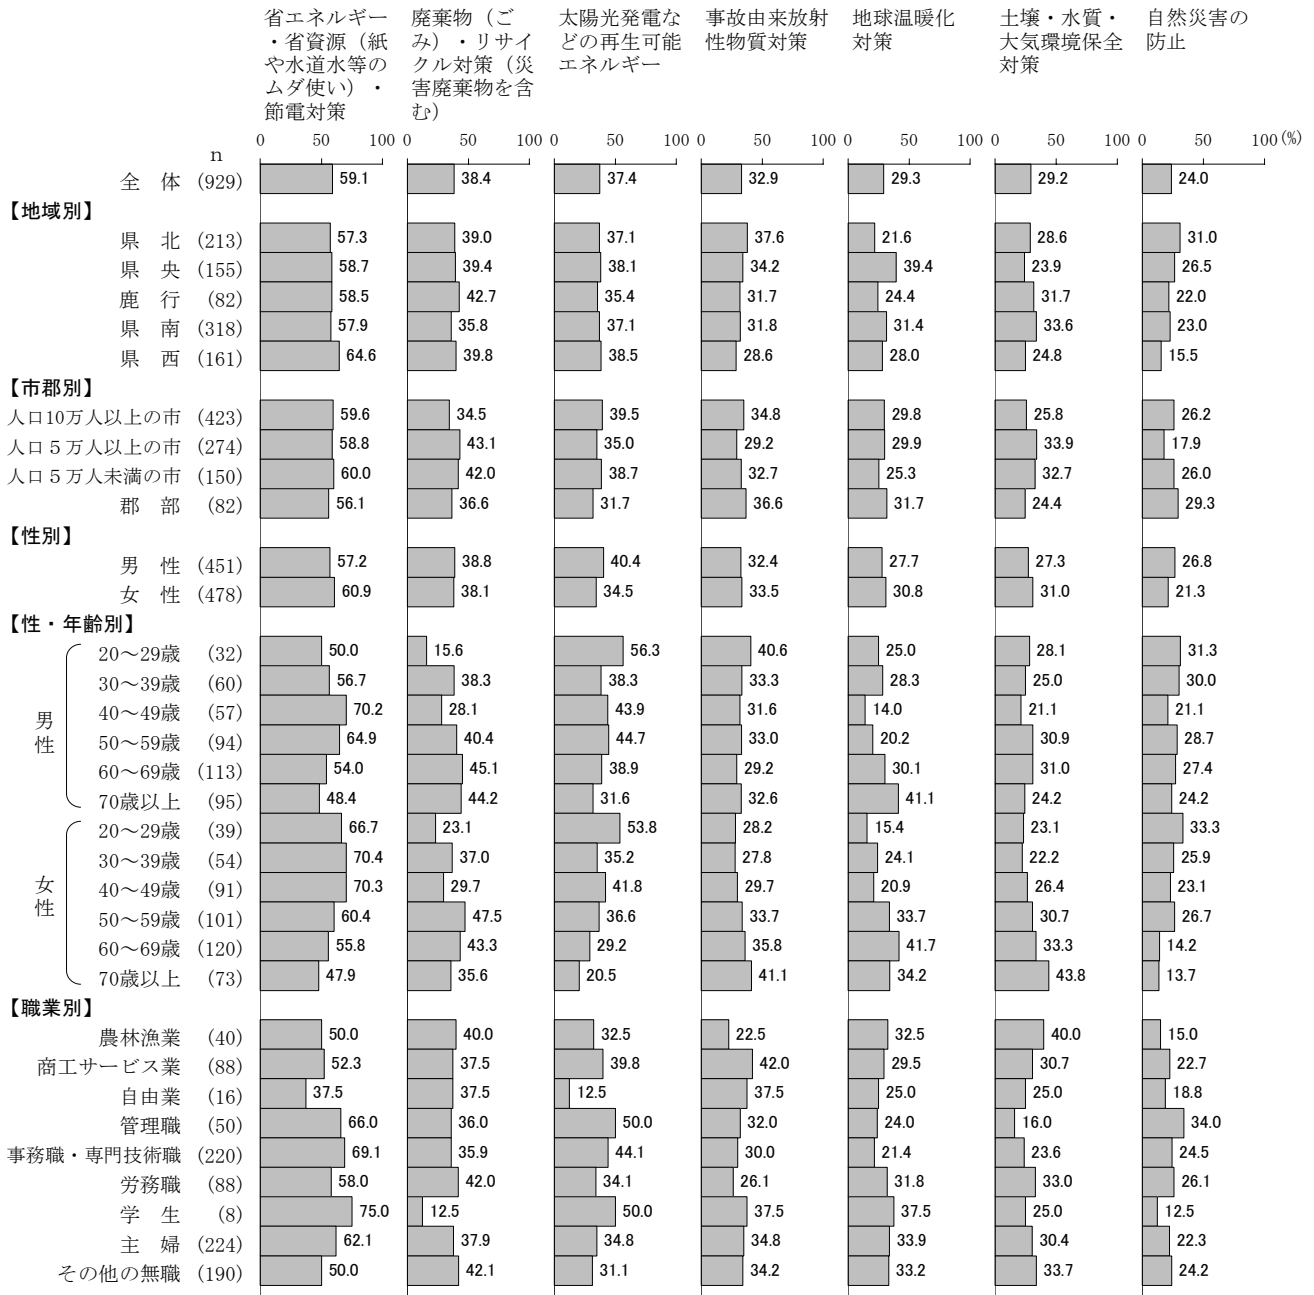 省エネルギー
・省資源（紙
や水道水等の
ムダ使い）・
節電対策
廃棄物（ご
み）・リサイ
クル対策（災
害廃棄物を含
む）
太陽光発電な
どの再生可能
エネルギー
事故由来放射
性物質対策
地球温暖化
対策
土壌・水質・
大気環境保全
対策
自然災害の
防止
0 50 100 0 50 100 0 50 100 0 50 100 0 50 100 0 50 100 0 50 100(%)
n
全　体 (929) 59.1 38.4 37.4 32.9 29.3 29.2 24.0
【地域別】
県　北 (213) 57.3 39.0 37.1 37.6 21.6 28.6 31.0
県　央 (155) 58.7 39.4 38.1 34.2 39.4 23.9 26.5
鹿　行 (82) 58.5 42.7 35.4 31.7 24.4 31.7 22.0
県　南 (318) 57.9 35.8 37.1 31.8 31.4 33.6 23.0
県　西 (161) 64.6 39.8 38.5 28.6 28.0 24.8 15.5
【市郡別】
人口10万人以上の市 (423) 59.6 34.5 39.5 34.8 29.8 25.8 26.2
人口５万人以上の市 (274) 58.8 43.1 35.0 29.2 29.9 33.9 17.9
人口５万人未満の市 (150) 60.0 42.0 38.7 32.7 25.3 32.7 26.0
郡　部 (82) 56.1 36.6 31.7 36.6 31.7 24.4 29.3
【性別】
男　性 (451) 57.2 38.8 40.4 32.4 27.7 27.3 26.8
女　性 (478) 60.9 38.1 34.5 33.5 30.8 31.0 21.3
【性・年齢別】
男性
20～29歳 (32) 50.0 15.6 56.3 40.6 25.0 28.1 31.3
30～39歳 (60) 56.7 38.3 38.3 33.3 28.3 25.0 30.0
40～49歳 (57) 70.2 28.1 43.9 31.6 14.0 21.1 21.1
50～59歳 (94) 64.9 40.4 44.7 33.0 20.2 30.9 28.7
60～69歳 (113) 54.0 45.1 38.9 29.2 30.1 31.0 27.4
70歳以上 (95) 48.4 44.2 31.6 32.6 41.1 24.2 24.2
女性
20～29歳 (39) 66.7 23.1 53.8 28.2 15.4 23.1 33.3
30～39歳 (54) 70.4 37.0 35.2 27.8 24.1 22.2 25.9
40～49歳 (91) 70.3 29.7 41.8 29.7 20.9 26.4 23.1
50～59歳 (101) 60.4 47.5 36.6 33.7 33.7 30.7 26.7
60～69歳 (120) 55.8 43.3 29.2 35.8 41.7 33.3 14.2
70歳以上 (73) 47.9 35.6 20.5 41.1 34.2 43.8 13.7
【職業別】
農林漁業 (40) 50.0 40.0 32.5 22.5 32.5 40.0 15.0
商工サービス業 (88) 52.3 37.5 39.8 42.0 29.5 30.7 22.7
自由業 (16) 37.5 37.5 12.5 37.5 25.0 25.0 18.8
管理職 (50) 66.0 36.0 50.0 32.0 24.0 16.0 34.0
事務職・専門技術職 (220) 69.1 35.9 44.1 30.0 21.4 23.6 24.5
労務職 (88) 58.0 42.0 34.1 26.1 31.8 33.0 26.1
学　生 (8) 75.0 12.5 50.0 37.5 37.5 25.0 12.5
主　婦 (224) 62.1 37.9 34.8 34.8 33.9 30.4 22.3
その他の無職 (190) 50.0 42.1 31.1 34.2 33.2 33.7 24.2